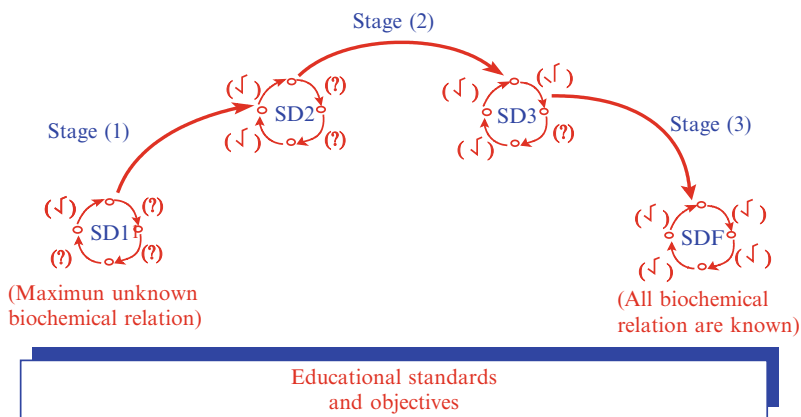 Stage (2)
Stage (1)
Stage (3)
(√) (?)
SD2
(√) (?)
(√) (√)
SD3
(√) (?)
(√) (?)
SD1
(?) (?)
(√) (√)
SDF
(√) (√)
(Maximun unknown
biochemical relation)
(All biochemical
relation are known)
Educational standards
and objectives